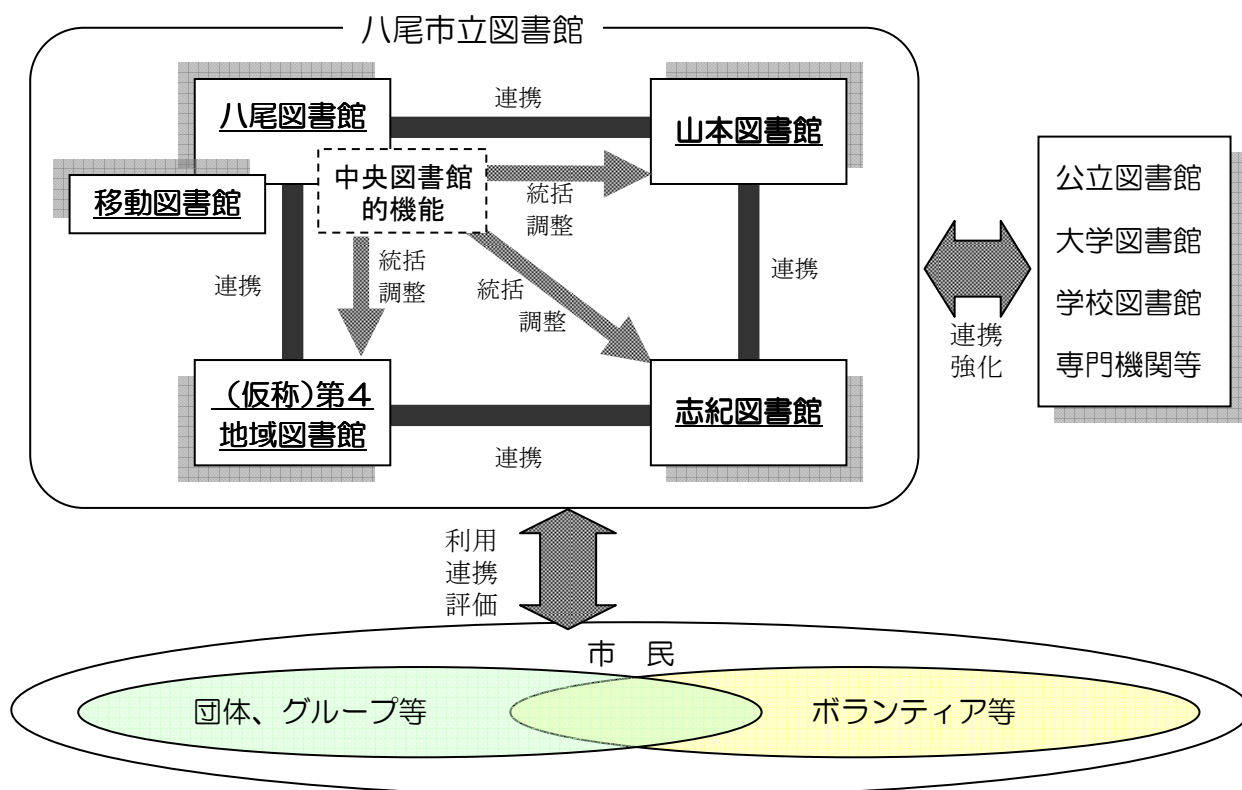 八尾市立図書館
八尾図書館
連携
山本図書館
移動図書館
中央図書館
的機能
統括
調整
統括
調整
統括
調整
連携
連携
（仮称）第４
地域図書館
連携
志紀図書館
連携
強化
公立図書館
大学図書館
学校図書館
専門機関等
利用
連携
評価
市　民
団体、グループ等
ボランティア等